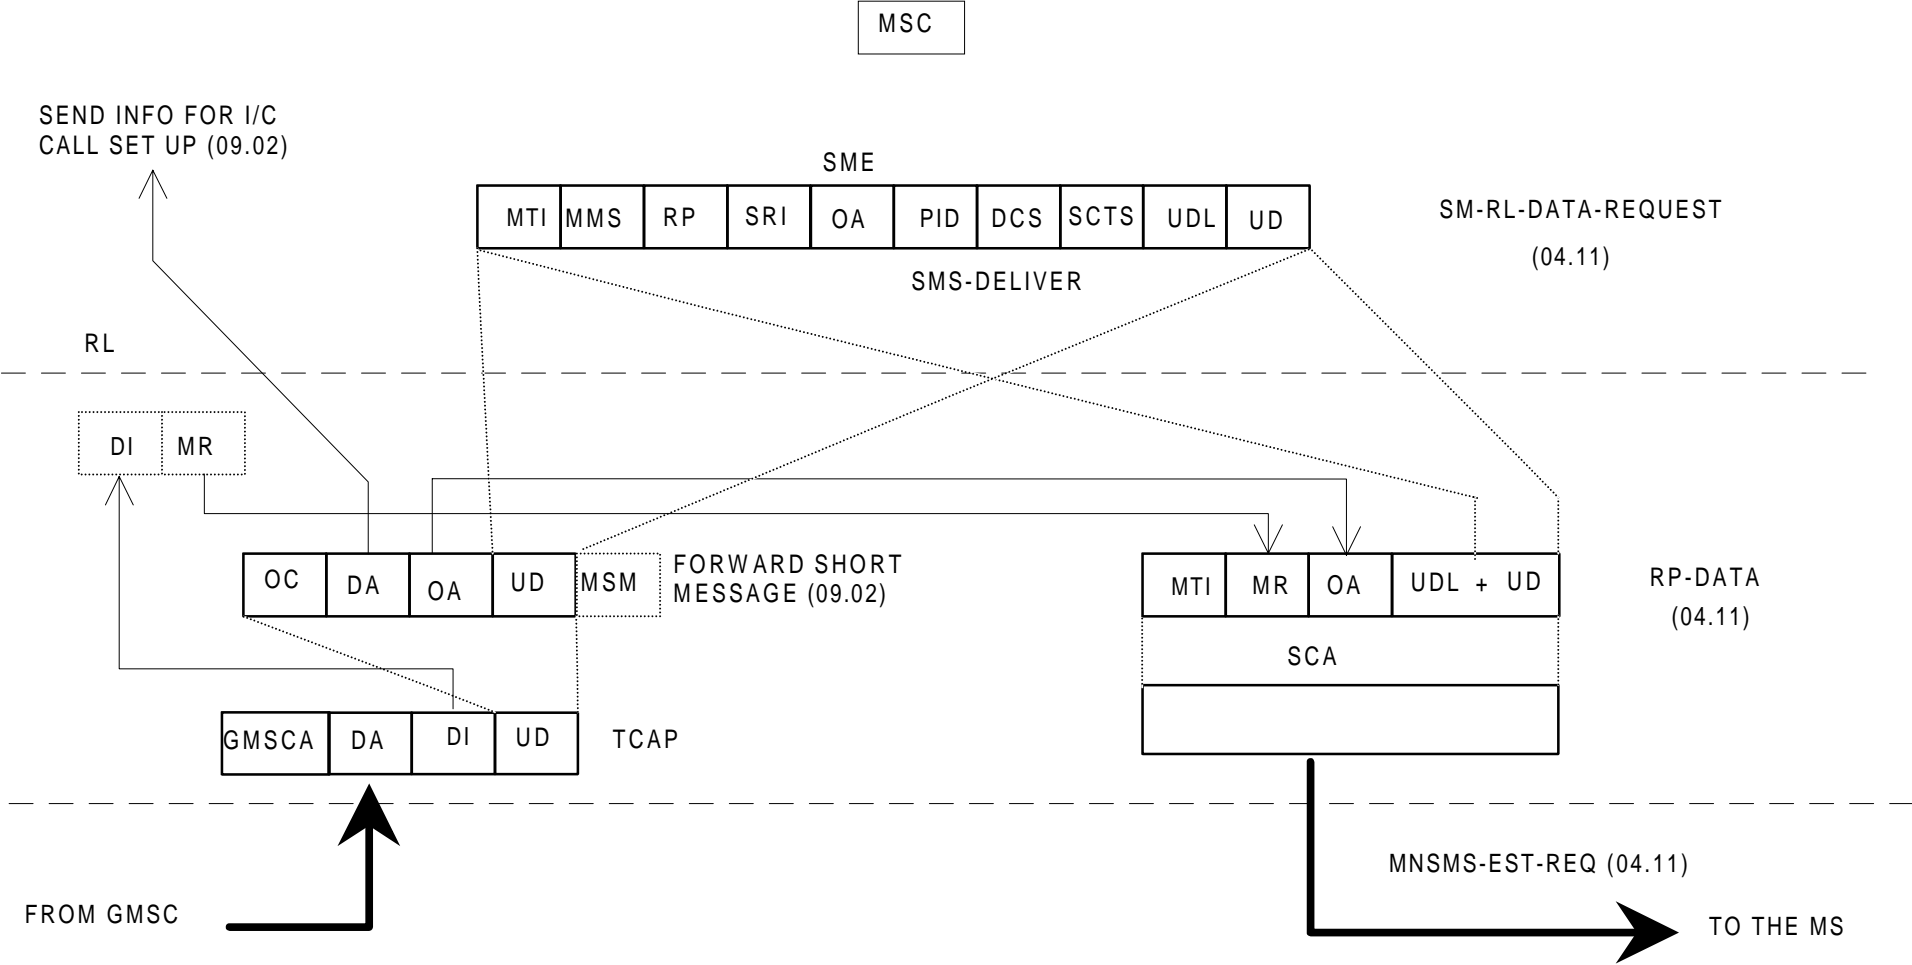 MSC
SEND INFO FOR I/C
CALL SET UP (09.02)
SME
MTI MMS RP SRI OA PID DCS SCTS UDL UD
SM-RL-DATA-REQUEST
(04.11)
SMS-DELIVER
RL
DI MR
OC DA OA UD MSM
FORWARD SHORT
MESSAGE (09.02)
MTI MR OA UDL + UD
RP-DATA
(04.11)
SCA
GMSCA DA DI UD
TCAP
MNSMS-EST-REQ (04.11)
FROM GMSC
TO THE MS